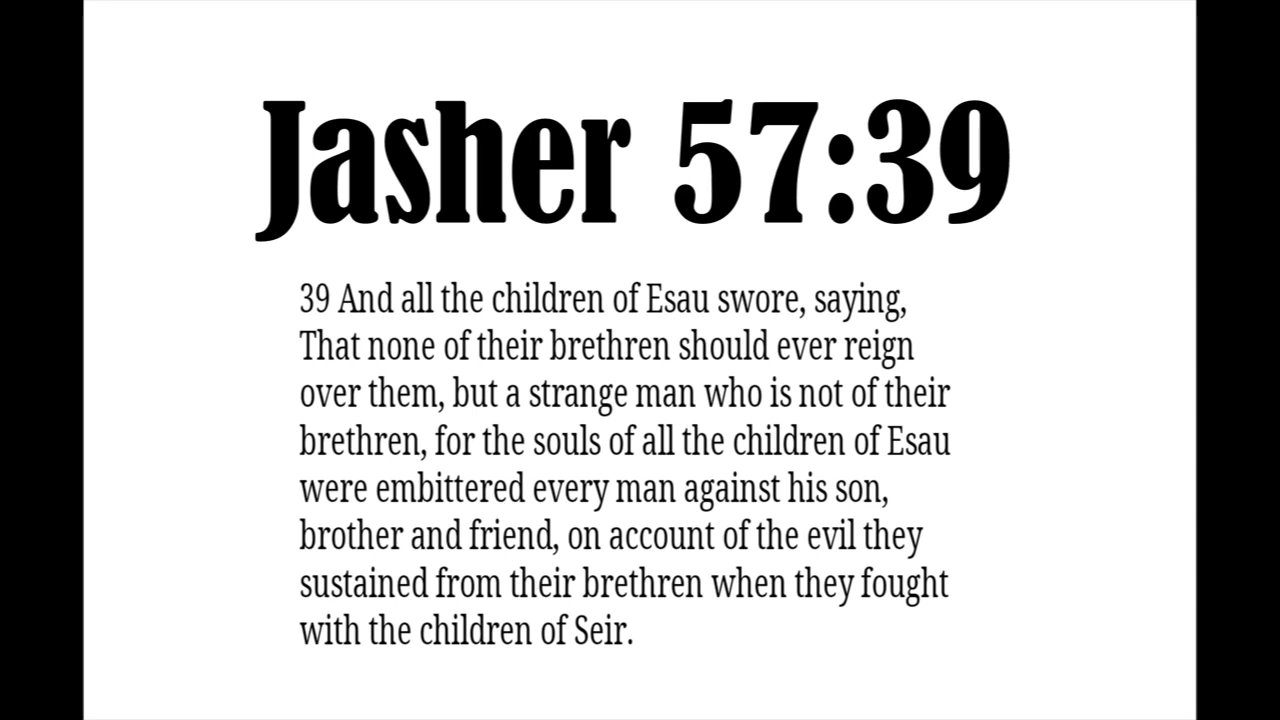 Jasher 57:39
39 And all the children of Esau swore, saying,
That none of their brethren should ever reign
over them, but a strange man who is not of their
brethren, for the souls of all the children of Esau
were embittered every man against his son,
brother and friend, on account of the evil they
sustained from their brethren when they fought
with the children of Seir.